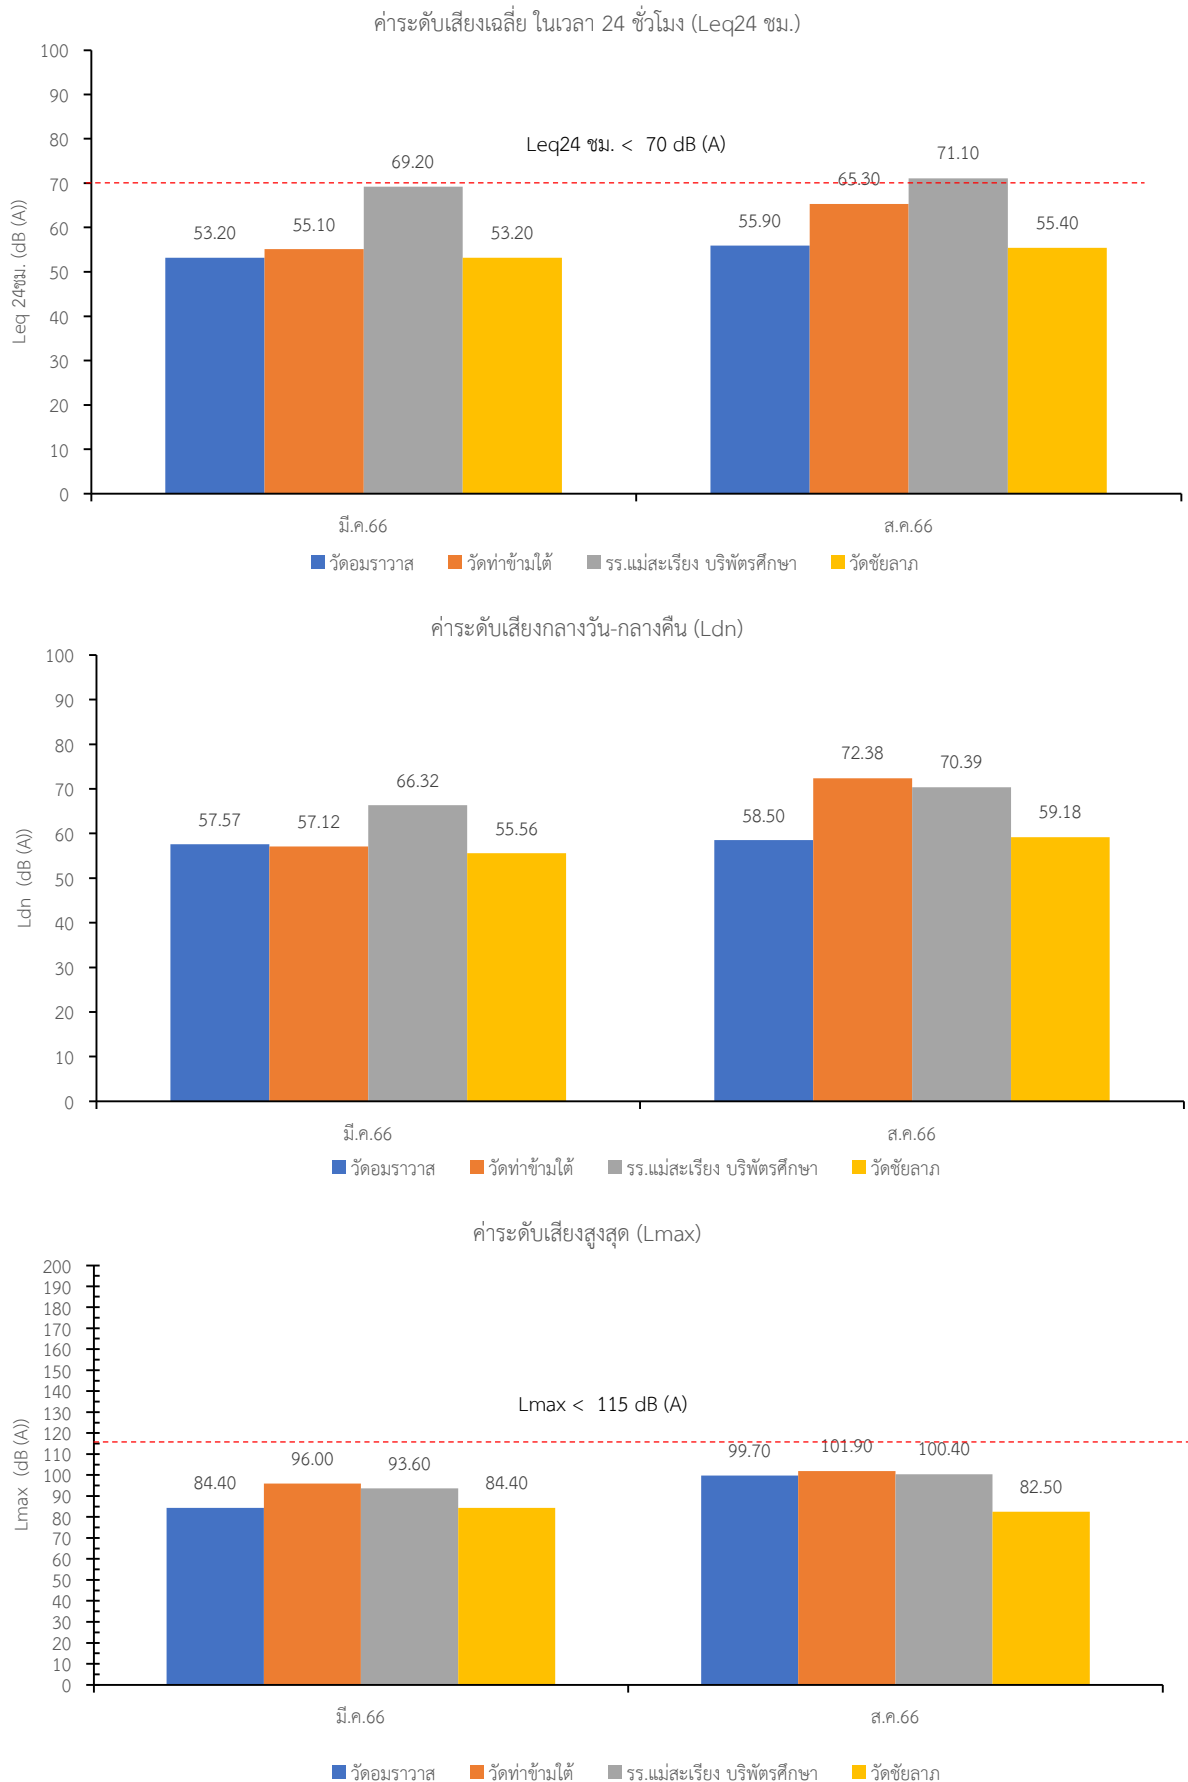 ค่าระดับเสียงเฉลี่ย ในเวลา 24 ชั่วโมง (Leq24 ชม.)
100
90
80
70
60
50
40
30
20
10
0
Leq 24ชม. (dB (A))
Leq24 ชม. < 70 dB (A)
53.20
55.10
69.20
53.20
55.90
65.30
71.10
55.40
มี.ค.66
ส.ค.66
วัดอมราวาส
วัดท่าข้ามใต้
รร.แม่สะเรียง บริพัตรศึกษา
วัดชัยลาภ
ค่าระดับเสียงกลางวัน-กลางคืน (Ldn)
100
90
80
70
60
50
40
30
20
10
0
Ldn (dB (A))
57.57
57.12
66.32
55.56
58.50
72.38
70.39
59.18
มี.ค.66
ส.ค.66
วัดอมราวาส
วัดท่าข้ามใต้
รร.แม่สะเรียง บริพัตรศึกษา
วัดชัยลาภ
ค่าระดับเสียงสูงสุด (Lmax)
200
190
180
170
160
150
140
130
120
110
100
90
80
70
60
50
40
30
20
10
0
Lmax (dB (A))
Lmax < 115 dB (A)
84.40
96.00
93.60
84.40
99.70
101.90
100.40
82.50
มี.ค.66
ส.ค.66
วัดอมราวาส
วัดท่าข้ามใต้
รร.แม่สะเรียง บริพัตรศึกษา
วัดชัยลาภ